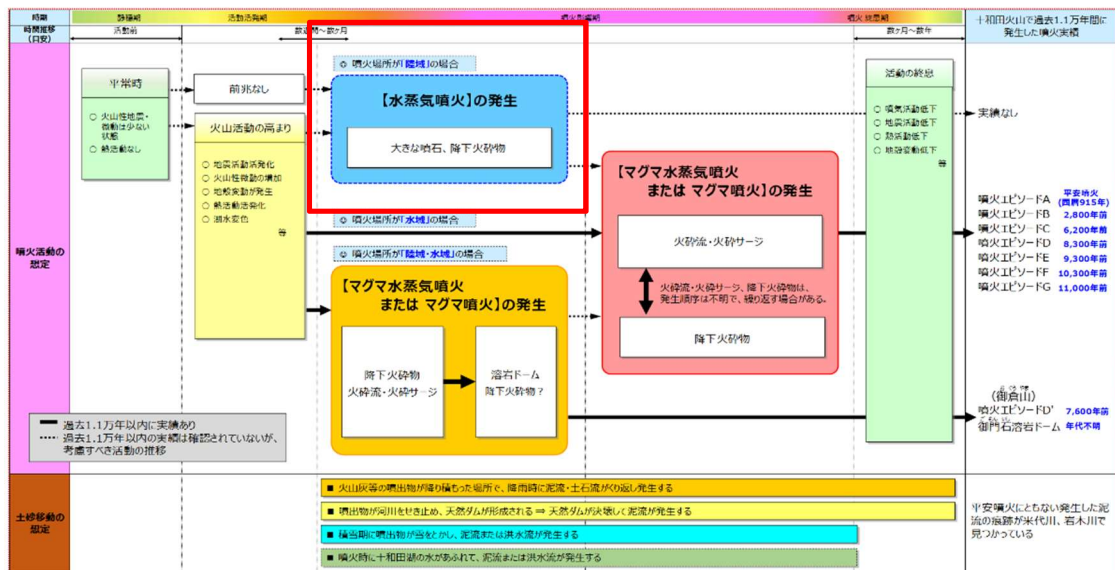 時期
静穏期
活動活発期
噴火終息期
十和田火山で過去1.1万年間に
発生した噴火実績
時間推移
(目安)
活動前
数ヶ月～数年
平常時
○ 火山性地震・
微動は少ない
状態
○ 熱活動なし
前兆なし
火山活動の高まり
○ 地震活動活発化
○ 火山性微動の増加
○ 地殻変動が発生
○ 熱活動活発化
○ 湖水変色
等
噴火場所が「陸域」の場合
【水蒸気噴火】の発生
大きな噴石、降下火砕物
噴火場所が「水域」の場合
噴火場所が「陸域・水域」の場合
【マグマ水蒸気噴火
または マグマ噴火】の発生
降下火砕物
火砕流・火砕サージ
溶岩ドーム
降下火砕物？
【マグマ水蒸気噴火
または マグマ噴火】の発生
火砕流・火砕サージ
火砕流・火砕サージ、降下火砕物は、
発生順序は不明で、繰り返す場合がある。
降下火砕物
活動の終息
○ 噴気活動低下
○ 地震活動低下
○ 熱活動低下
○ 地殻変動低下
等
実績なし
噴火エピソードA 平安噴火
(西暦915年)
噴火エピソードB 2,800年前
噴火エピソードC 6,200年前
噴火エピソードD 8,300年前
噴火エピソードE 9,300年前
噴火エピソードF 10,300年前
噴火エピソードG 11,000年前
(御倉山)
噴火エピソードD' 7,600年前
御門石溶岩ドーム 年代不明
噴火活動の
想定
過去1.1万年以内に実績あり
過去1.1万年以内の実績は確認されていないが、
考慮すべき活動の推移
土砂移動の
想定
■ 火山灰等の噴出物が降り積もった場所で、降雨時に泥流・土石流がくり返し発生する
■ 噴出物が河川をせき止め、天然ダムが形成される ⇒ 天然ダムが決壊して泥流が発生する
■ 積雪期に噴出物が雪をとかし、泥流または洪水流が発生する
■ 噴火時に十和田湖の水があふれて、泥流または洪水流が発生する
平安噴火にともない発生した泥
流の痕跡が米代川、岩木川で
見つかっている